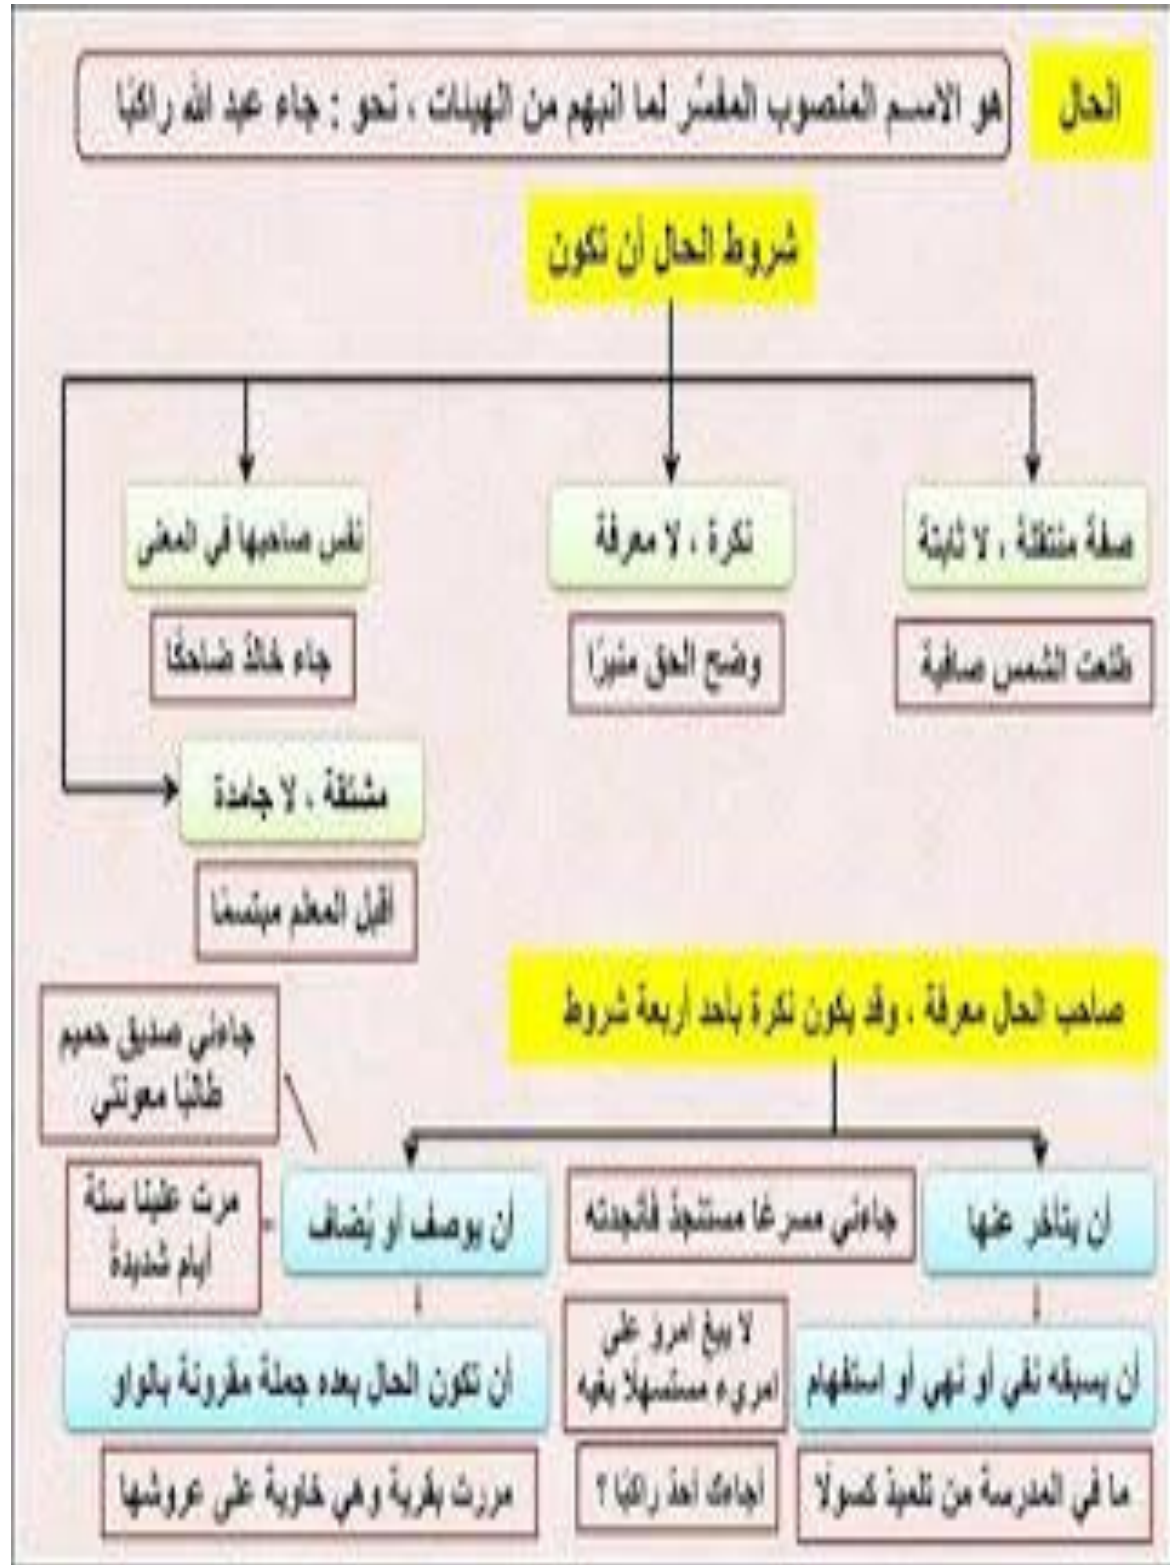 الحال
هو الاسم المنصوب المفسّر لما انبهم من الهيئات ، نحو : جاء عبد الله راكبًا
شروط الحال أن تكون
صفة منتقلة ، لا ثابتة
نكرة ، لا معرفة
نفس صاحبها في المعنى
طلعت الشمس صافية
وضح الحق منيرًا
جاء خالدٌ ضاحكًا
مشتقة ، لا جامدة
أقبل المعلم مبتسمًا
صاحب الحال معرفة ، وقد يكون نكرة بأحد أربعة شروط
أن يتأخر عنها
جاءني مسرعًا مستنجدٌ فأنجدته
أن يوصف أو يُضاف
جاءني صديق حميم
طالبًا معونتي
مرت علينا ستة
أيام شديدةً
أن يسبقه نفي أو نهي أو استفهام
لا يبغِ امرؤ على
امريء مستسهلًا بغيه
ما في المدرسة من تلميذ كسولًا
أجاءك أحدٌ راكبًا ؟
أن تكون الحال بعده جملة مقرونة بالواو
مررت بقرية وهي خاوية على عروشها